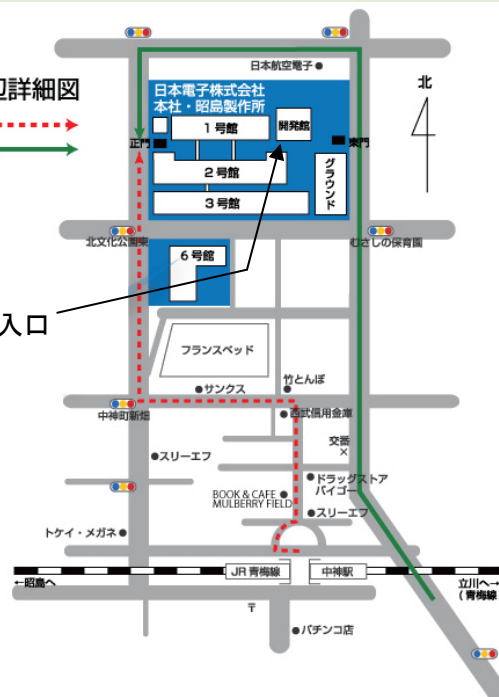 日本航空電子
北
辺詳細図
日本電子株式会社
本社・昭島製作所
1号館
開発館
正門
東門
2号館
グラウンド
3号館
北文化公園東
むさしの保育園
6号館
入口
フランスベッド
サンクス
竹とんぼ
中神町新畑
西武信用金庫
交番
スリーエフ
ドラッグストア
バイゴー
BOOK & CAFE
MULBERRY FIELD
スリーエフ
トケイ・メガネ
JR青梅線
中神駅
←昭島へ
立川へ→
(青梅線
〒
パチンコ店